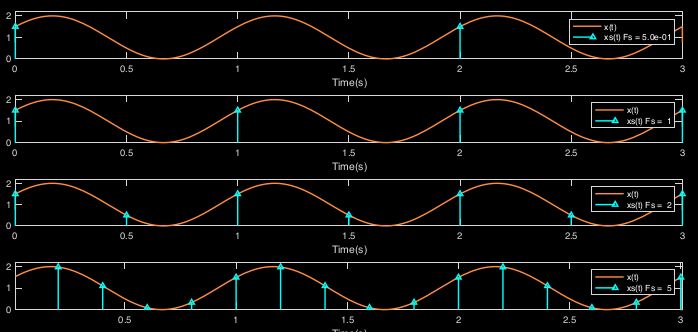 2
1
0
x(t)
xs(t) Fs = 5.0e-01
0 0.5 1 1.5 2 2.5 3
Time(s)
2
1
0
x(t)
xs(t) Fs = 1
0 0.5 1 1.5 2 2.5 3
Time(s)
2
1
0
x(t)
xs(t) Fs = 2
0 0.5 1 1.5 2 2.5 3
Time(s)
2
1
0
x(t)
xs(t) Fs = 5
0.5 1 1.5 2 2.5 3
Time(s)